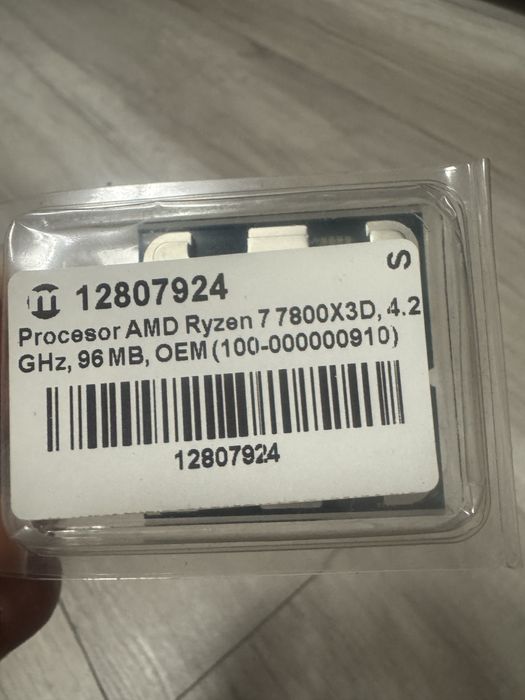 S
m 12807924
Procesor AMD Ryzen 7 7800X3D, 4.2
GHz, 96 MB, OEM (100-000000910)
12807924